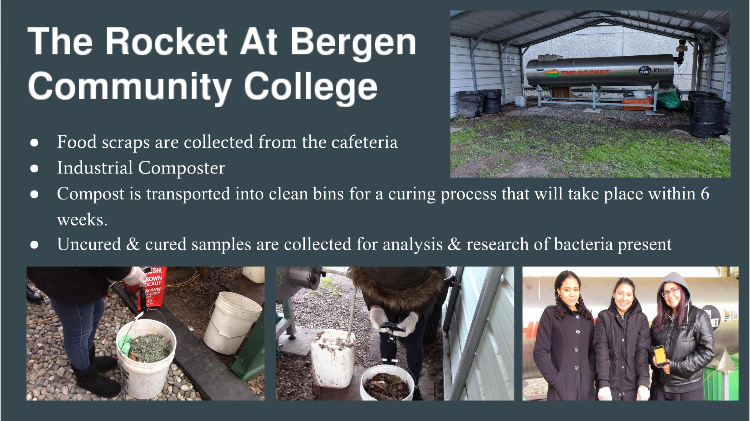 The Rocket At Bergen
Community College
THE ROCKET
● Food scraps are collected from the cafeteria
● Industrial Composter
● Compost is transported into clean bins for a curing process that will take place within 6
weeks.
● Uncured & cured samples are collected for analysis & research of bacteria present